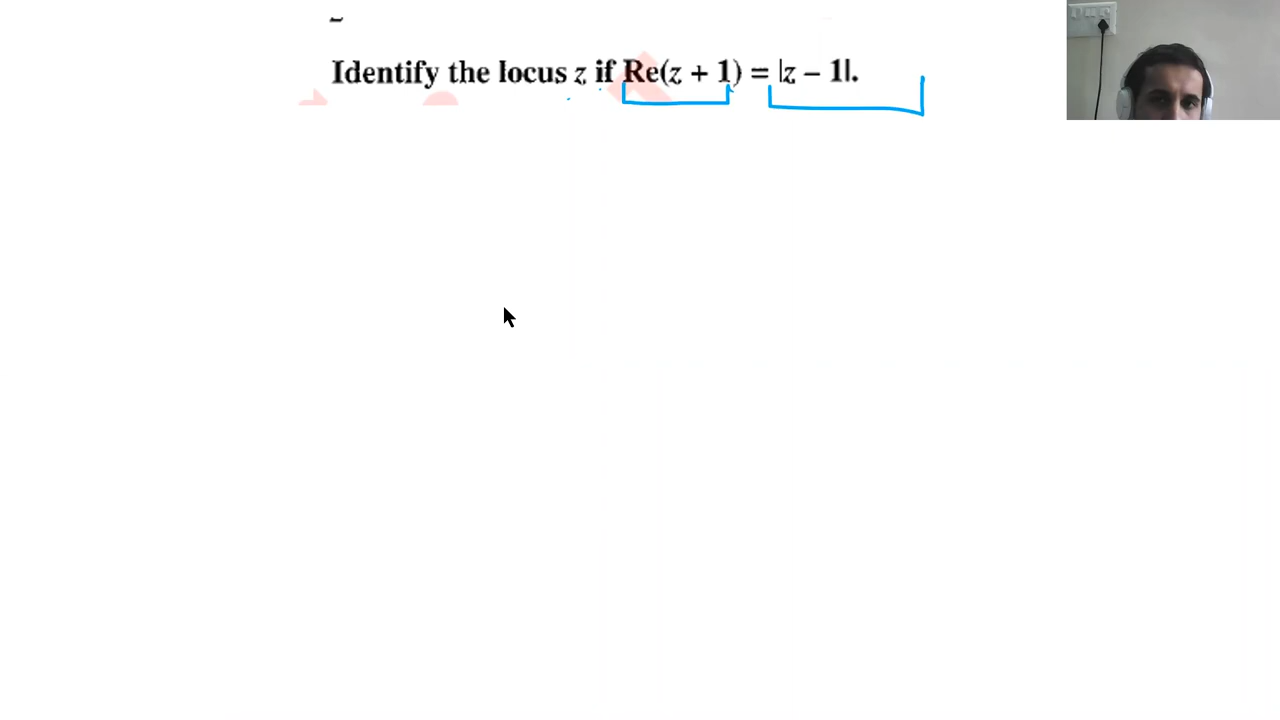 Identify the locus z if Re(z + 1) = |z – 1|.